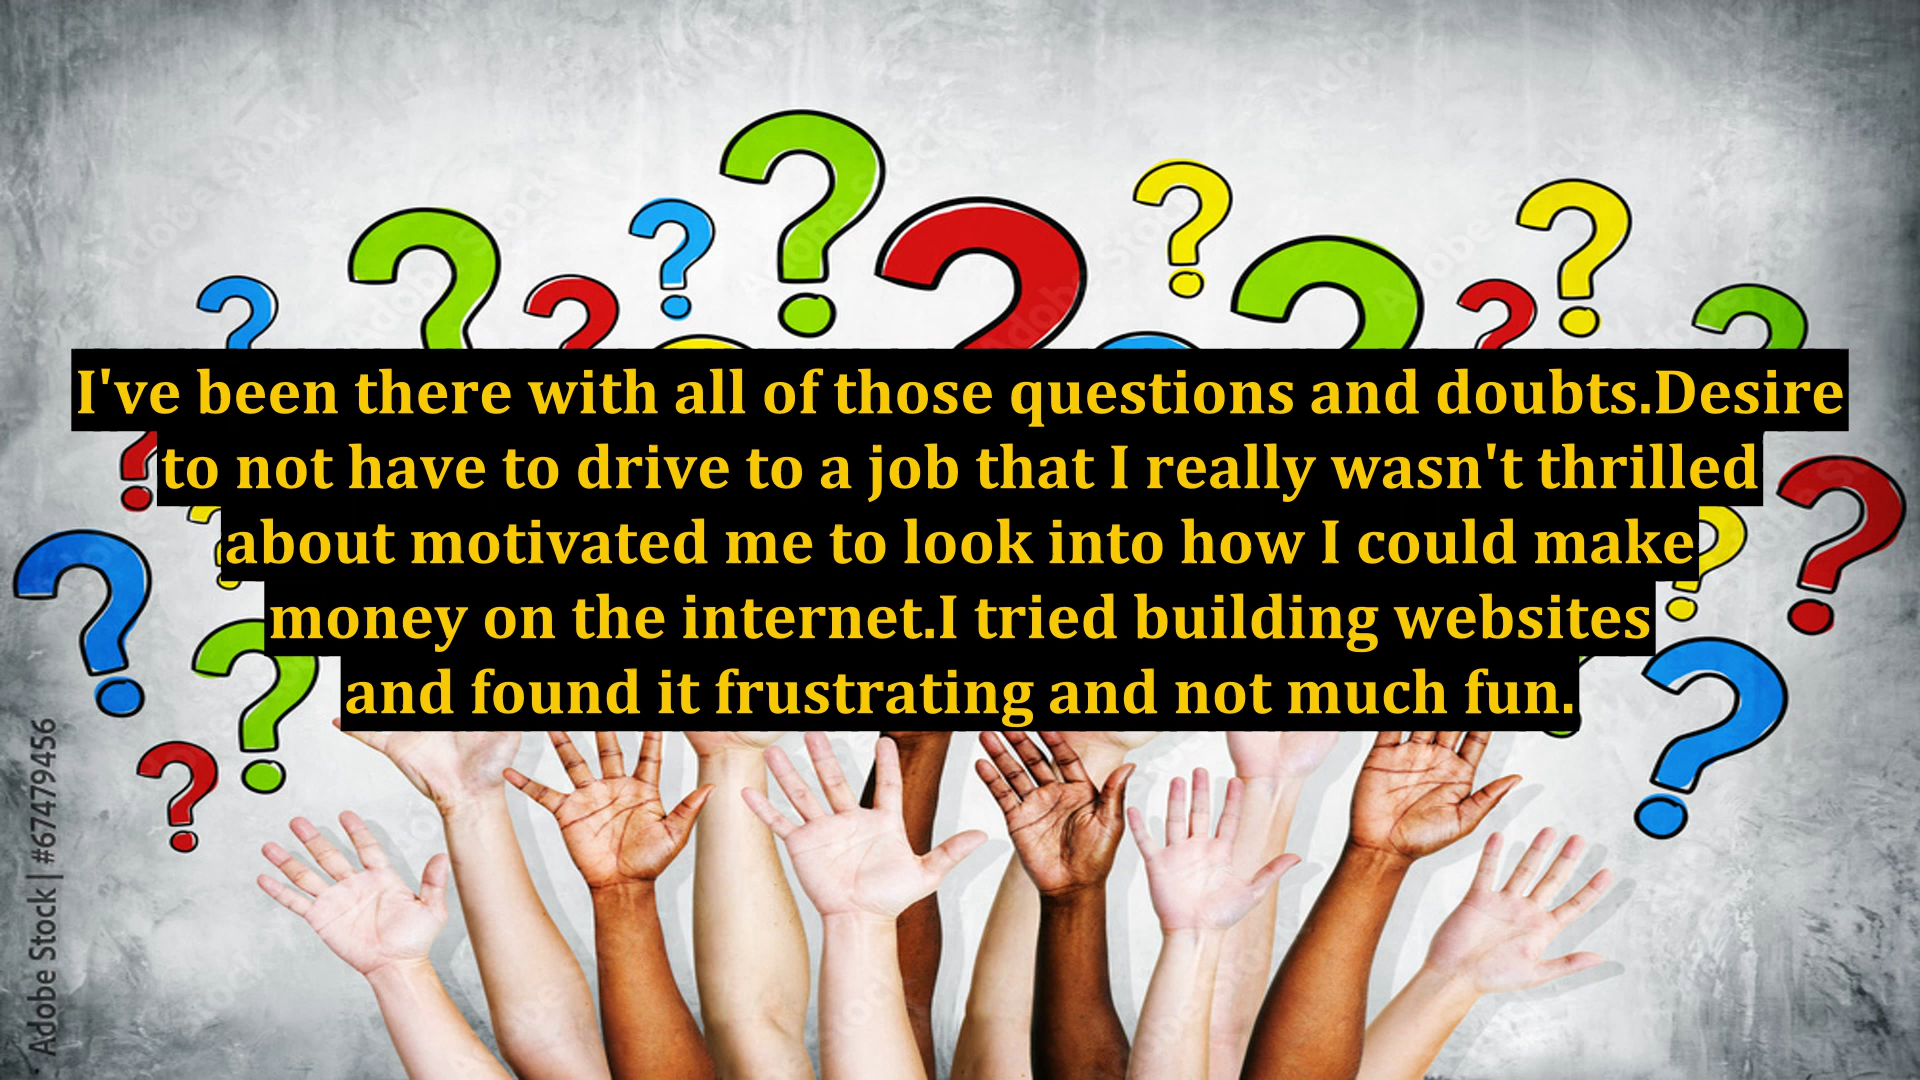 I've been there with all of those questions and doubts.Desire
to not have to drive to a job that I really wasn't thrilled
about motivated me to look into how I could make
money on the internet.I tried building websites
and found it frustrating and not much fun.
Adobe Stock | #67479456